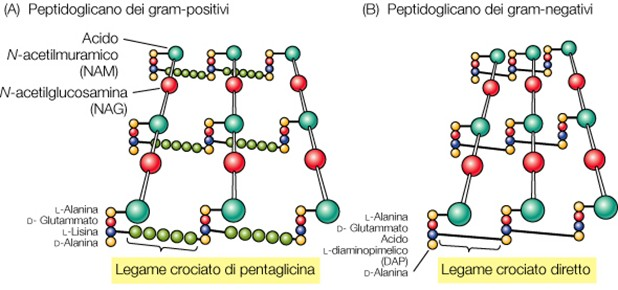 (A) Peptidoglicano dei gram-positivi
Acido
N-acetilmuramico
(NAM)
N-acetilglucosamina
(NAG)
L-Alanina
D- Glutammato
L-Lisina
D-Alanina
Legame crociato di pentaglicina
(B) Peptidoglicano dei gram-negativi
L-Alanina
D- Glutammato
Acido
L-diaminopimelico
(DAP)
D-Alanina
Legame crociato diretto